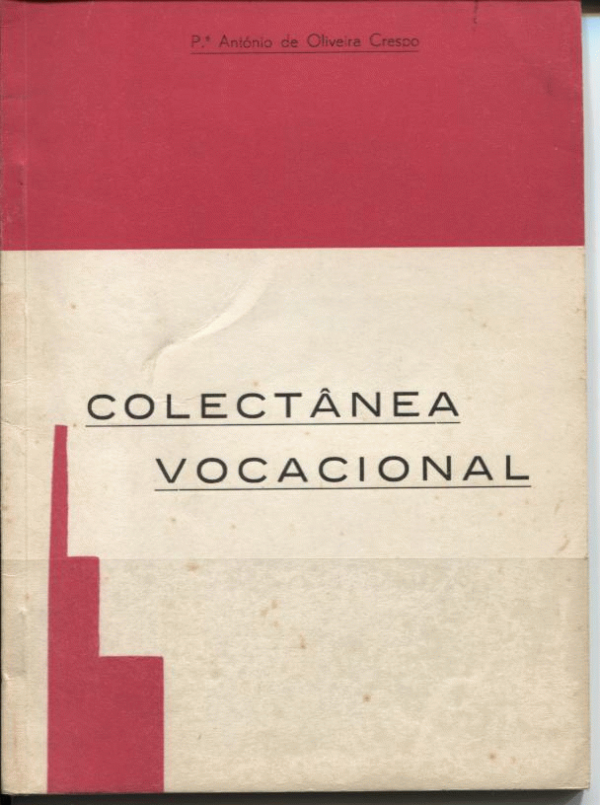 P.ᵉ António de Oliveira Crespo
COLECTÂNEA
VOCACIONAL